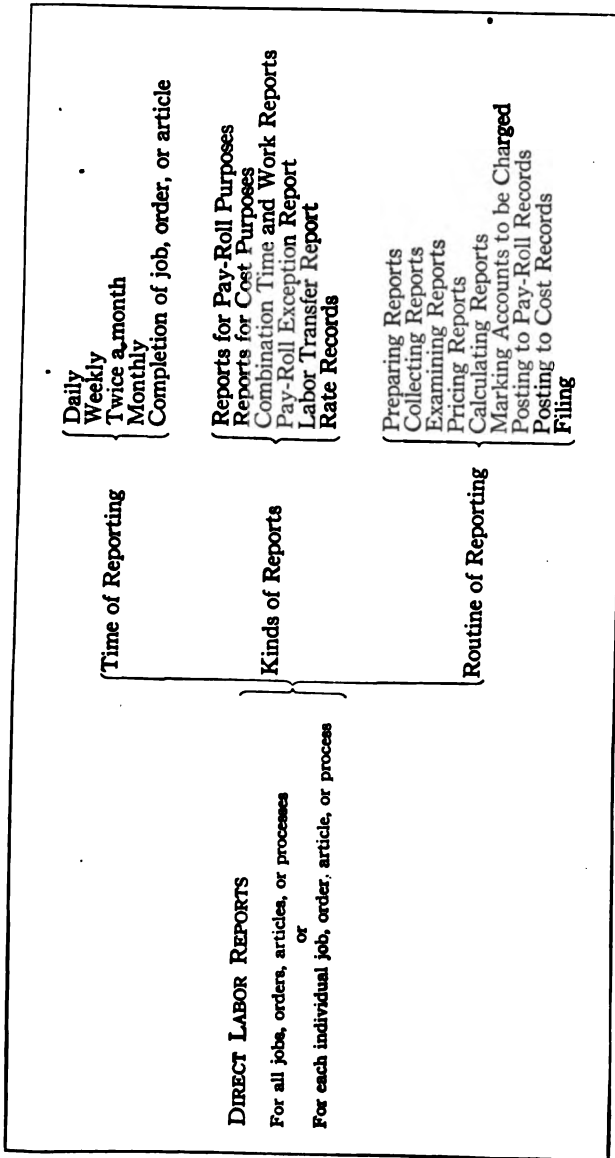 DIRECT LABOR REPORTS
For all jobs, orders, articles, or processes
or
For each individual job, order, article, or process
Time of Reporting
Daily
Weekly
Twice a month
Monthly
Completion of job, order, or article
Kinds of Reports
Reports for Pay-Roll Purposes
Reports for Cost Purposes
Combination Time and Work Reports
Pay-Roll Exception Report
Labor Transfer Report
Rate Records
Routine of Reporting
Preparing Reports
Collecting Reports
Examining Reports
Pricing Reports
Calculating Reports
Marking Accounts to be Charged
Posting to Pay-Roll Records
Posting to Cost Records
Filing